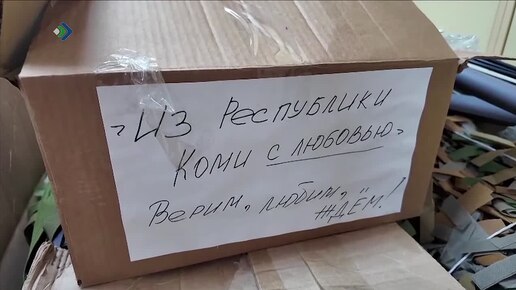 „Из Республики
Коми с любовью„
Верим, любим,
ждём!